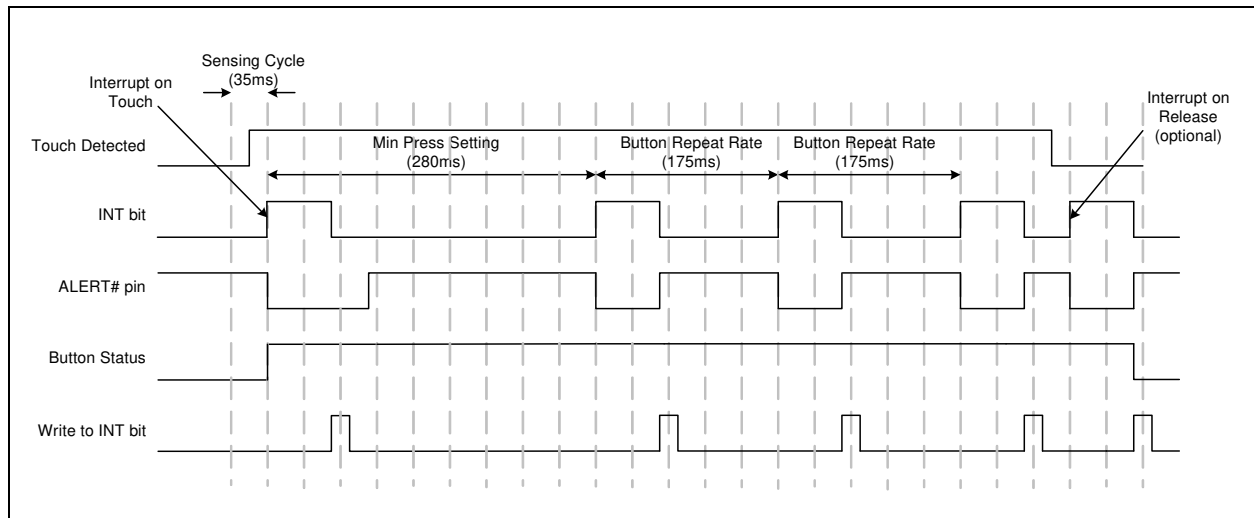 Sensing Cycle
(35ms)
Interrupt on
Touch
Interrupt on
Release
(optional)
Touch Detected
Min Press Setting
(280ms)
Button Repeat Rate
(175ms)
Button Repeat Rate
(175ms)
INT bit
ALERT# pin
Button Status
Write to INT bit